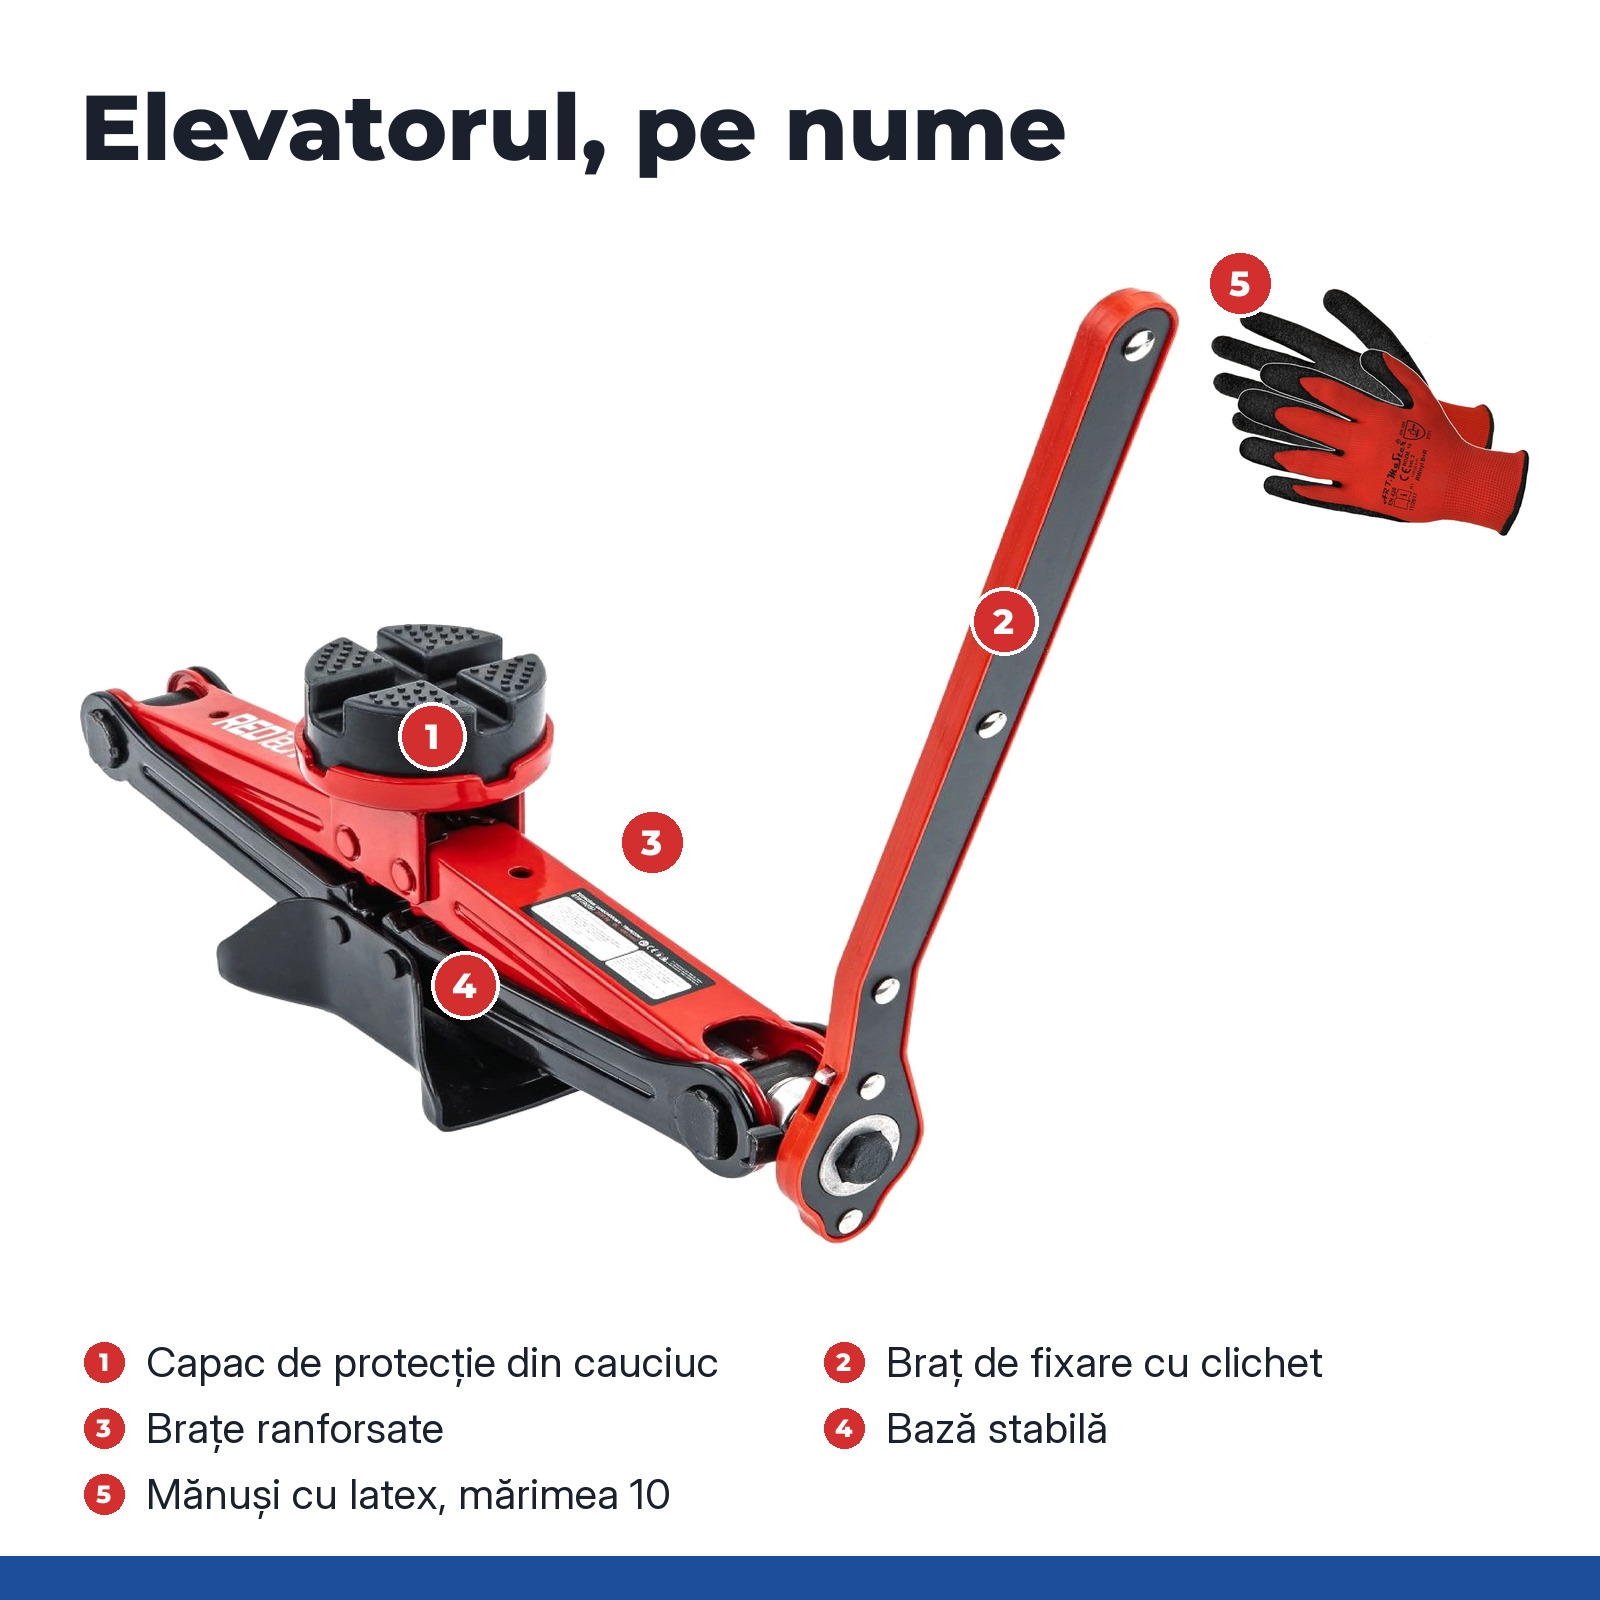 Elevatorul, pe nume
5
2
1
3
4
1 Capac de protecție din cauciuc
2 Braț de fixare cu clichet
3 Brațe ranforsate
4 Bază stabilă
5 Mănuși cu latex, mărimea 10